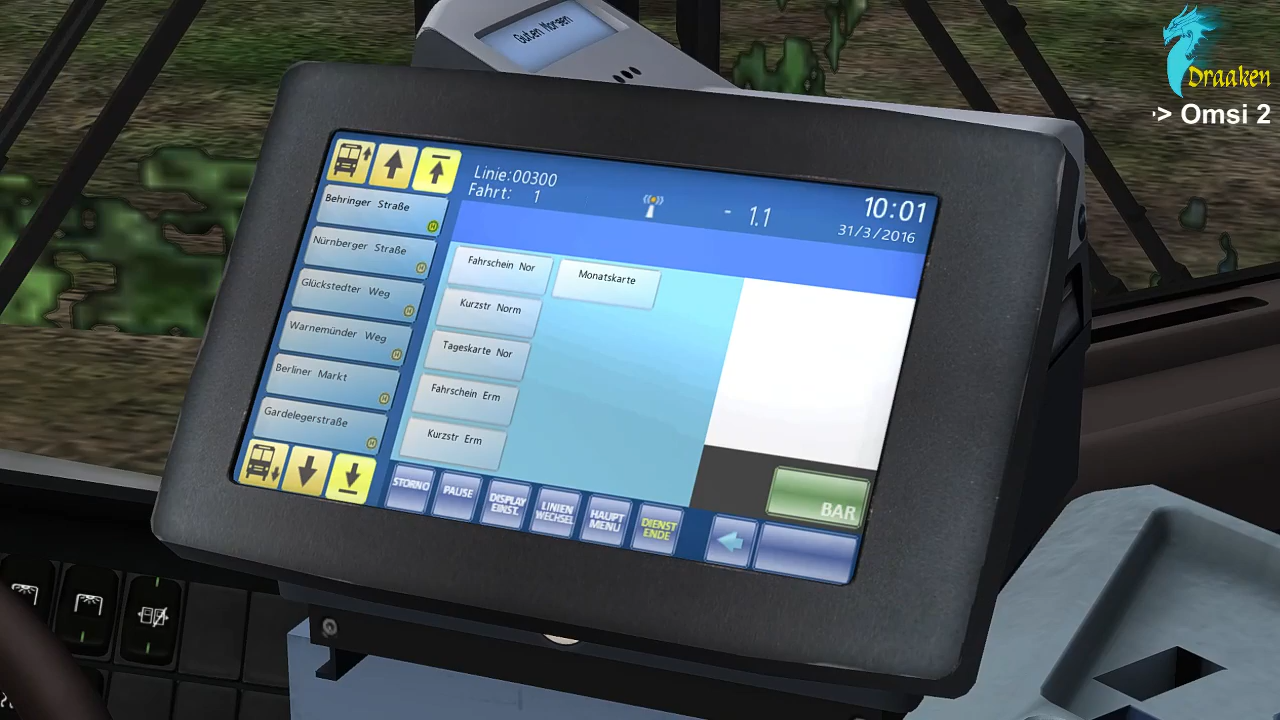 Guten Morgen
Draaken
-> Omsi 2
Linie:00300
Fahrt: 1
- 1.1
10:01
31/3/2016
Behringer Straße
Nürnberger Straße
Glückstedter Weg
Warnemünder Weg
Berliner Markt
Gardelegerstraße
Fahrschein Nor
Monatskarte
Kurzstr Norm
Tageskarte Nor
Fahrschein Erm
Kurzstr Erm
STORNO
PAUSE
DISPLAY
EINST.
LINIEN
WECHSEL
HAUPT
MENU
DIENST
ENDE
BAR